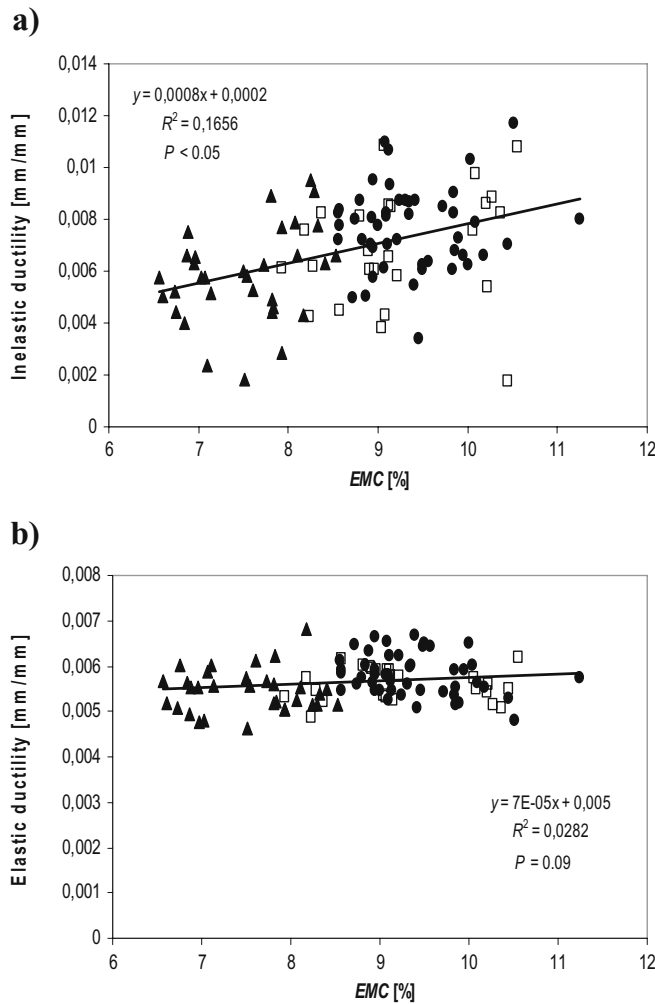 a)
0,014
0,012
0,01
0,008
0,006
0,004
0,002
0
Inelastic ductility [mm/mm]
y = 0,0008x + 0,0002
R² = 0,1656
P < 0.05
6 7 8 9 10 11 12
EMC [%]
b)
0,008
0,007
0,006
0,005
0,004
0,003
0,002
0,001
0
Elastic ductility [mm/mm]
y = 7E-05x + 0,005
R² = 0,0282
P = 0.09
6 7 8 9 10 11 12
EMC [%]